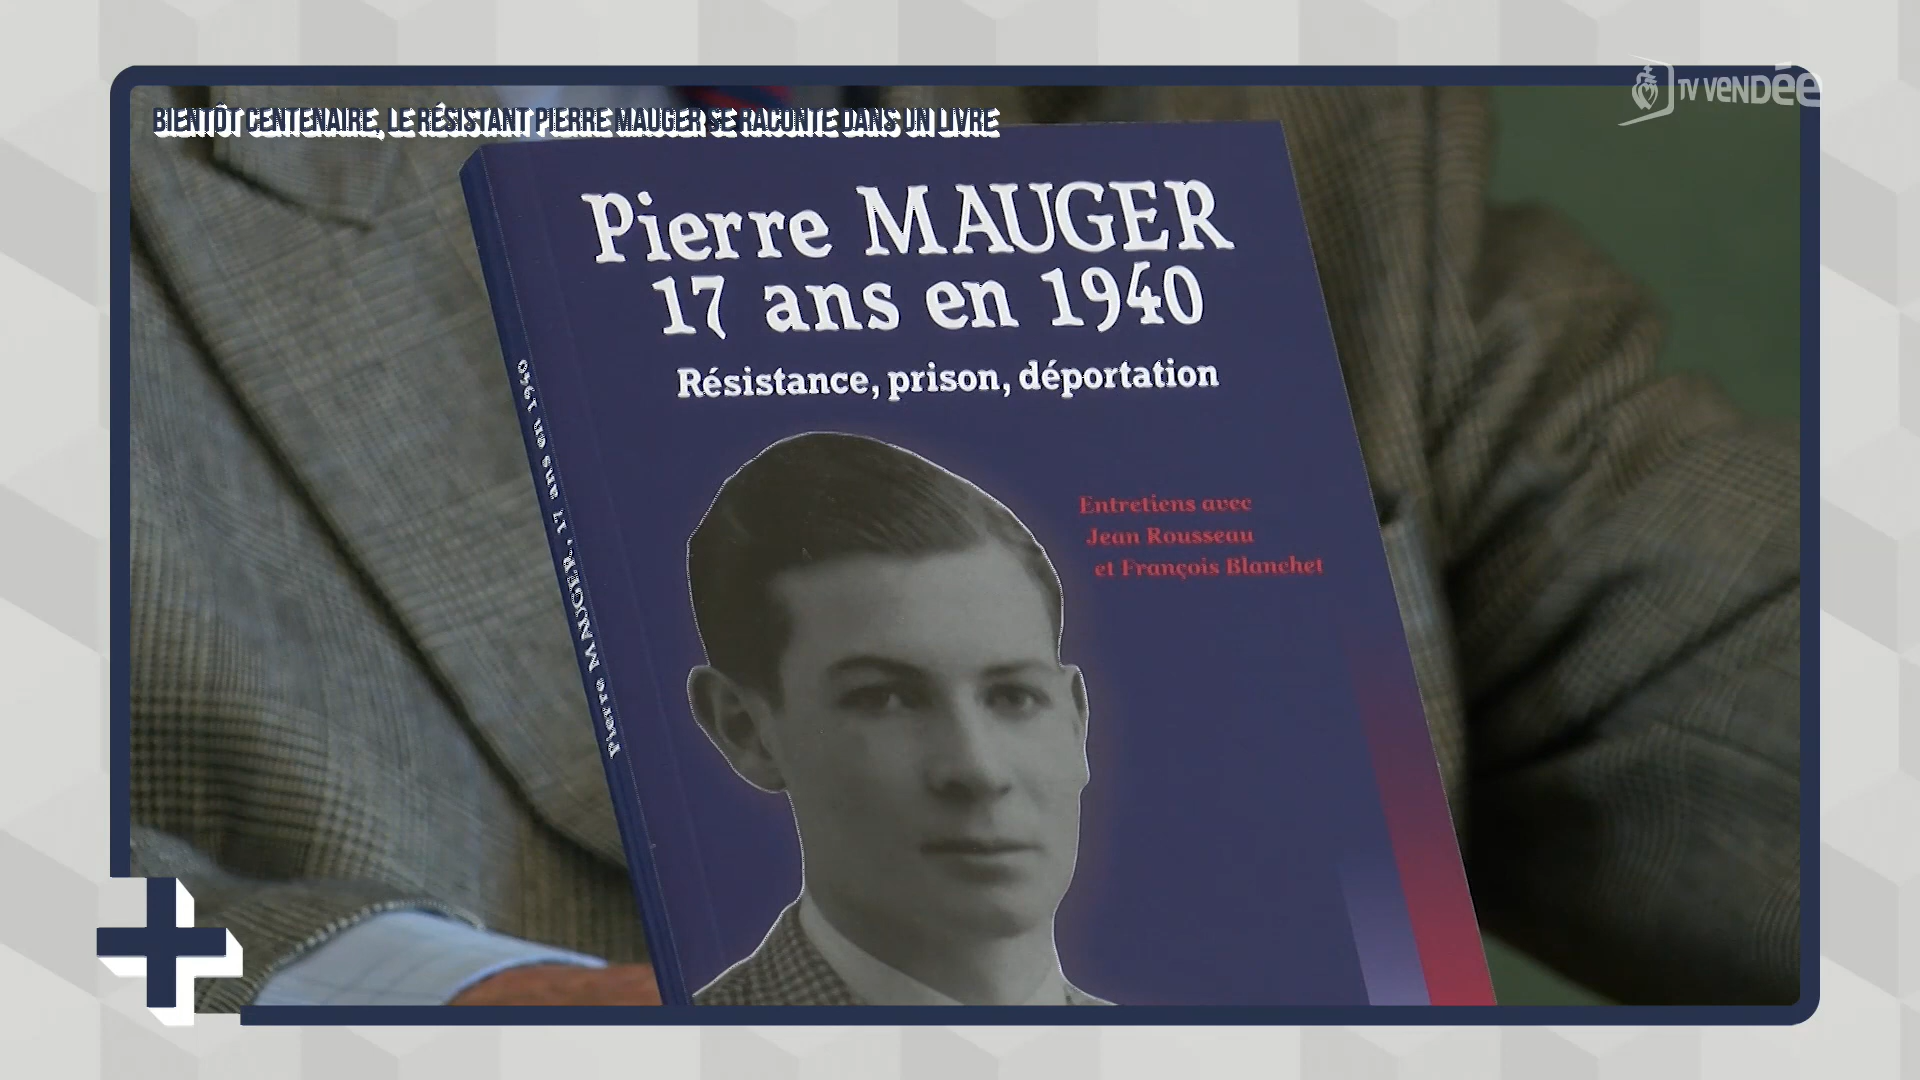 BIENTÔT CENTENAIRE, LE RÉSISTANT PIERRE MAUGER SE RACONTE DANS UN LIVRE
TV VENDÉE
Pierre MAUGER
17 ans en 1940
Résistance, prison, déportation
Entretiens avec
Jean Rousseau
et François Blanchet
Pierre MAUGER, 17 ans en 1940